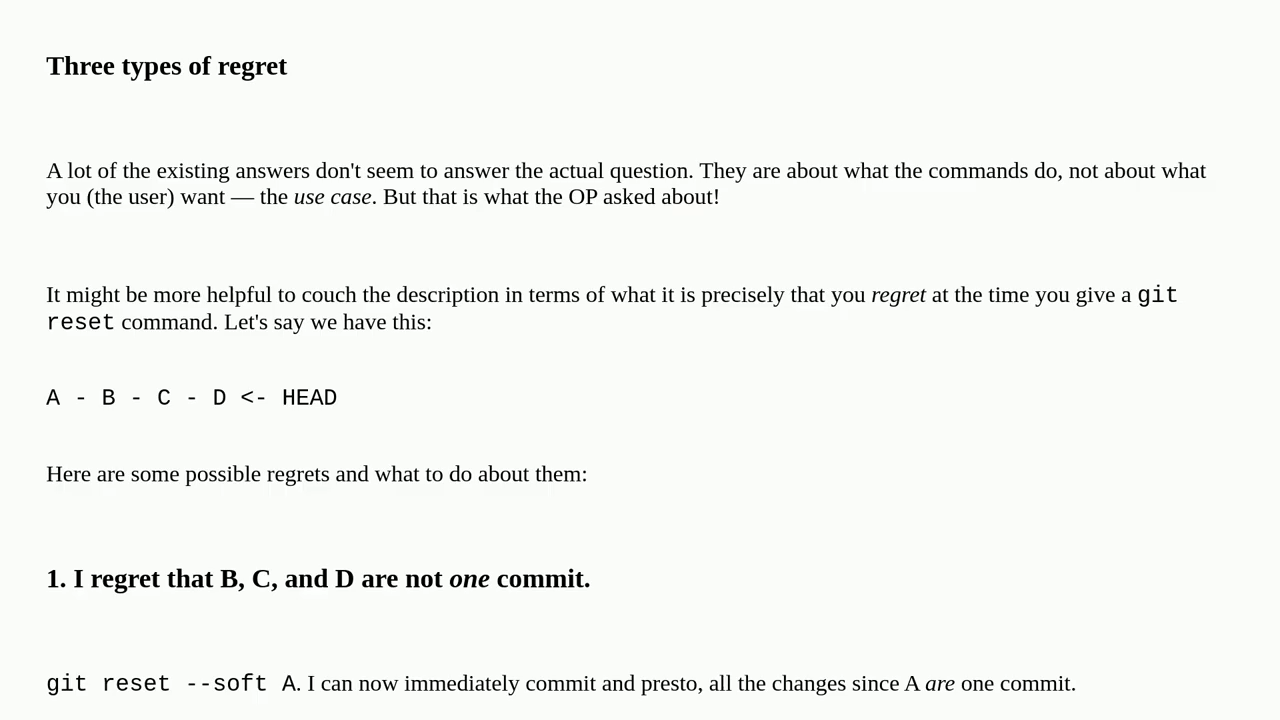 Three types of regret
A lot of the existing answers don't seem to answer the actual question. They are about what the commands do, not about what
you (the user) want — the use case. But that is what the OP asked about!
It might be more helpful to couch the description in terms of what it is precisely that you regret at the time you give a git
reset command. Let's say we have this:
A - B - C - D <- HEAD
Here are some possible regrets and what to do about them:
1. I regret that B, C, and D are not one commit.
git reset --soft A. I can now immediately commit and presto, all the changes since A are one commit.